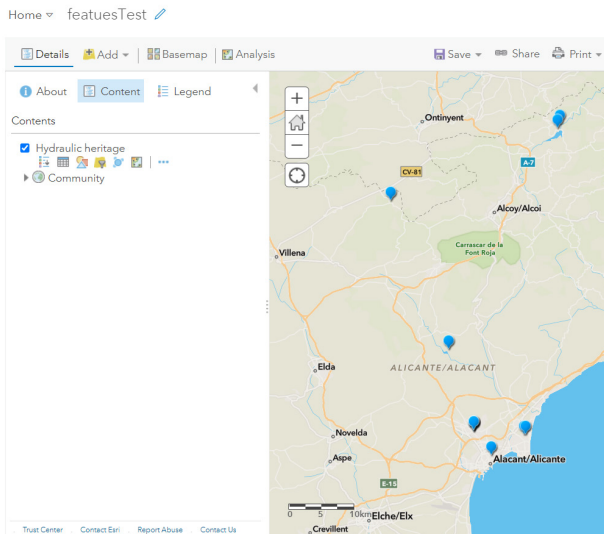 Home featuesTest
Details Add Basemap Analysis Save Share Print
About Content Legend
Contents
Hydraulic heritage
Community
Ontinyent
A-7
CV-81
Alcoy/Alcoi
Carrascar de la
Font Roja
Villena
Elda
ALICANTE/ALACANT
Novelda
Aspe
Alacant/Alicante
E-15
0 5 10km
Elche/Elx
Crevillent
Trust Center Contact Esri Report Abuse Contact Us